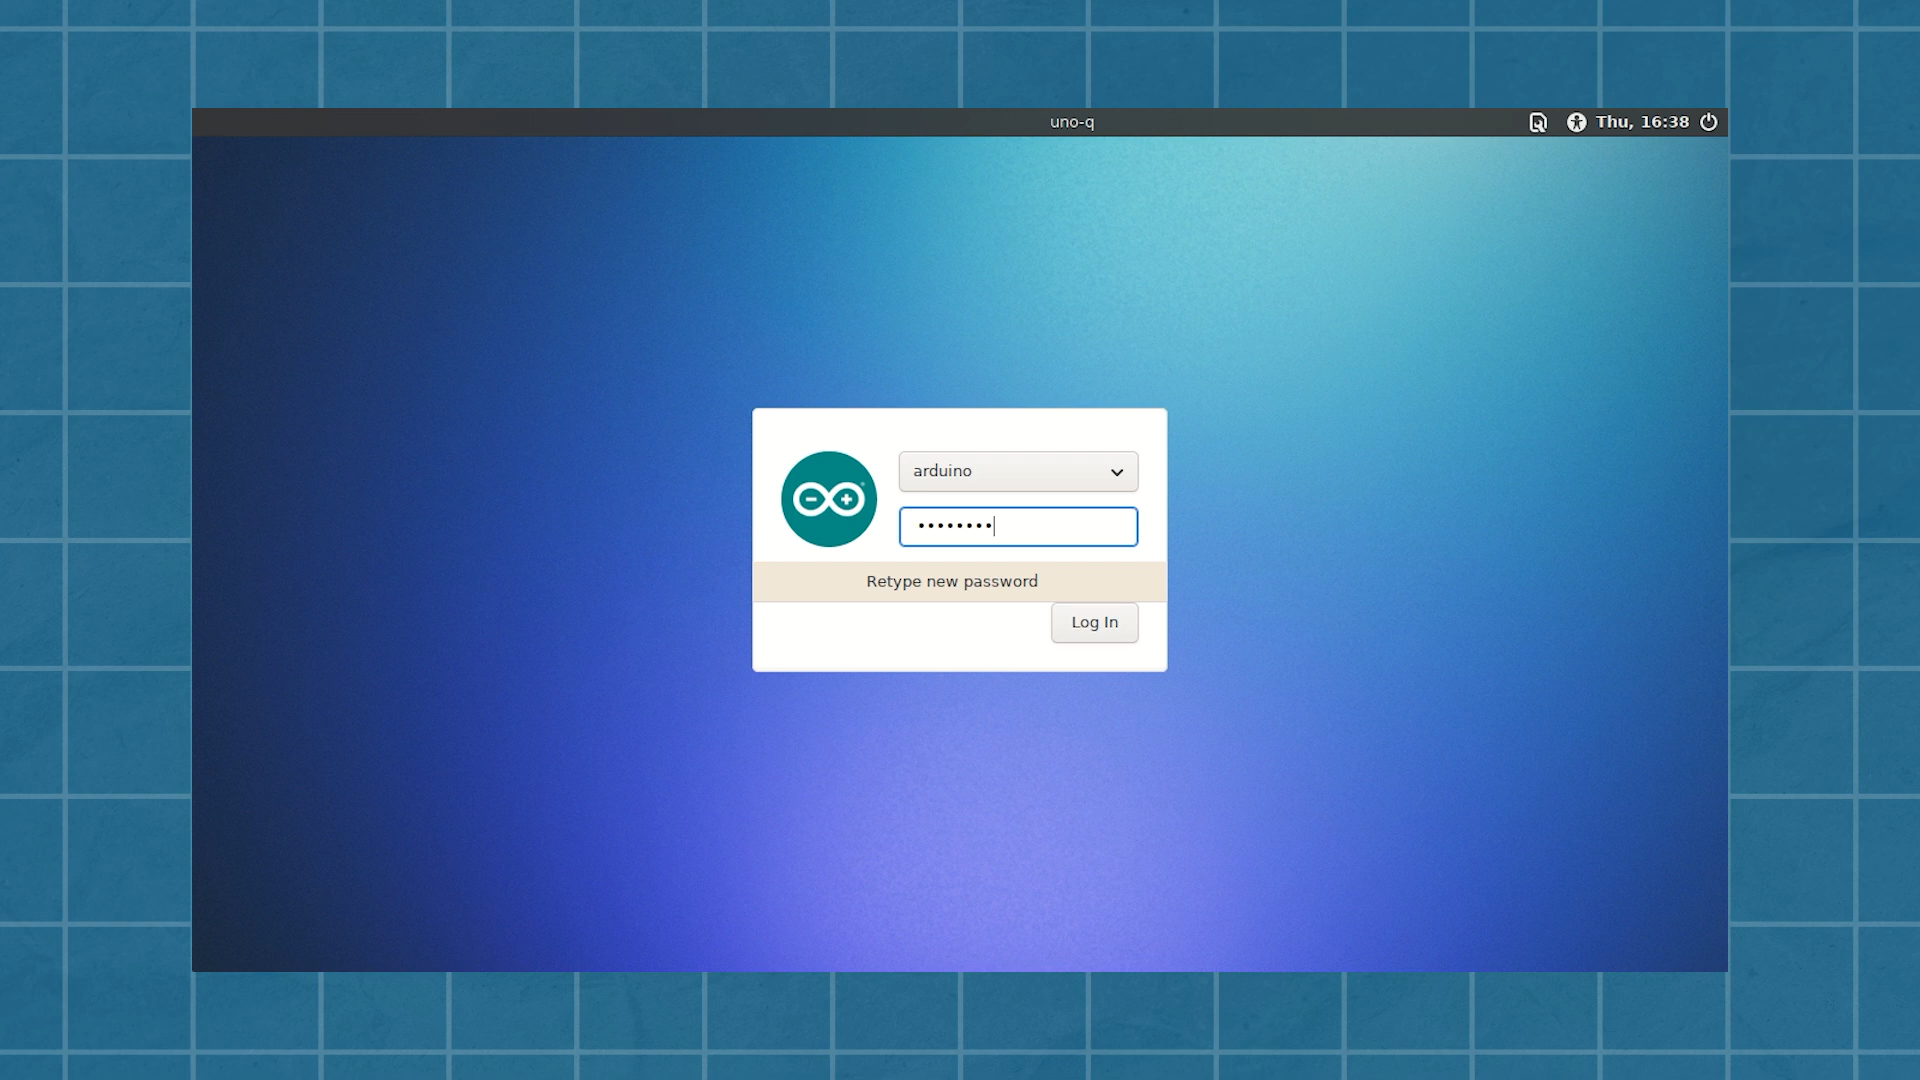 uno-q
Thu, 16:38
arduino
••••••••
Retype new password
Log In